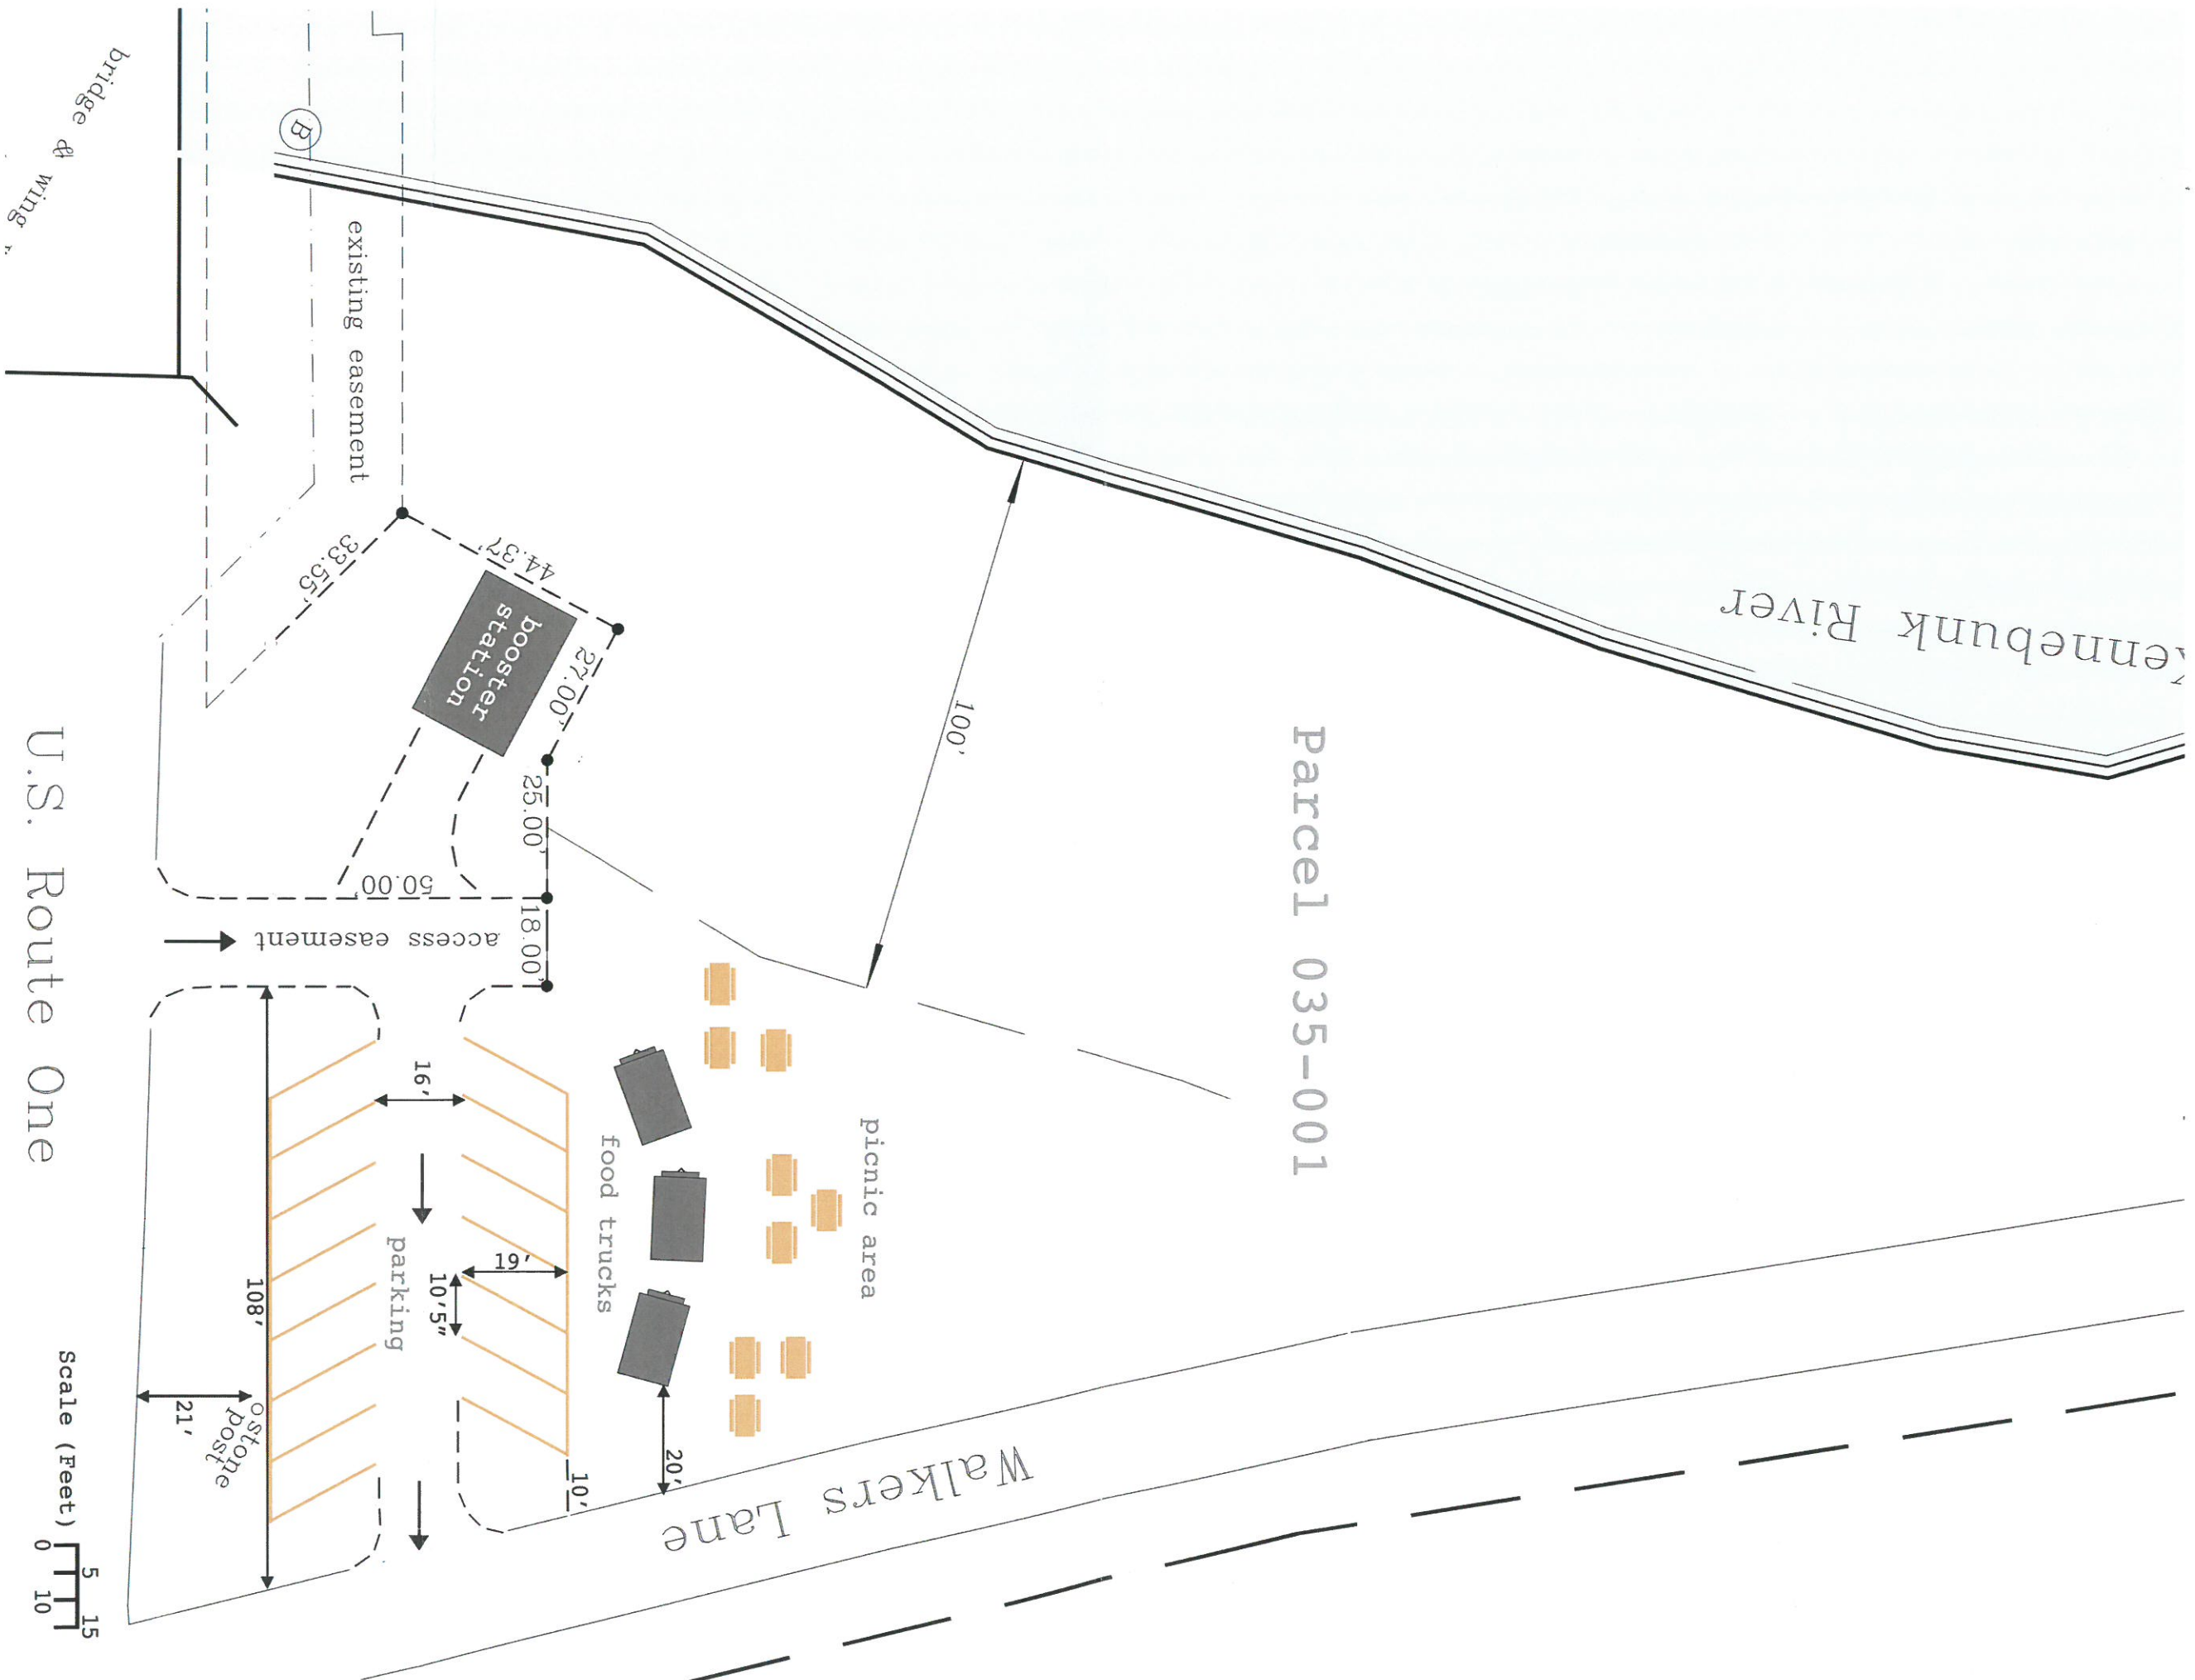 bridge & wing
B
existing easement
33.55'
44.37'
booster
station
27.00'
25.00'
50.00'
18.00'
access easement
U.S. Route One
100'
Kennebunk River
Parcel 035-001
picnic area
food trucks
16'
19'
10'5"
parking
108'
21'
stone
post
20'
10'
Walkers Lane
Scale (Feet)
0
5
10
15